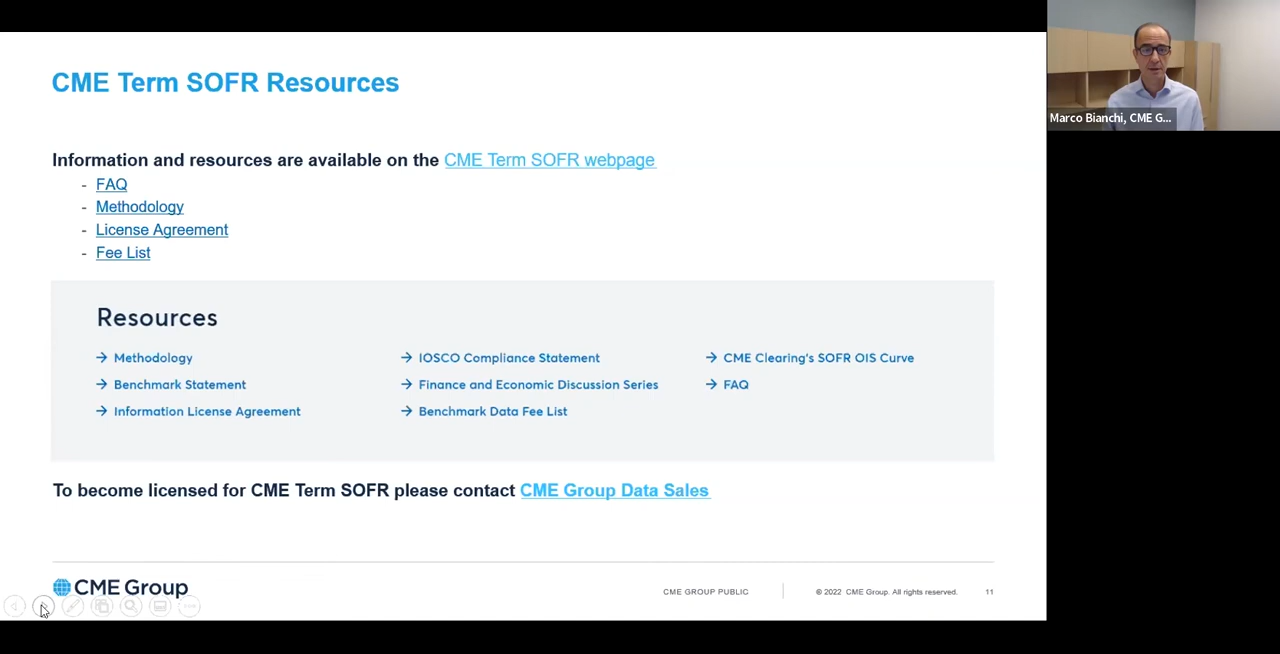 CME Term SOFR Resources
Marco Bianchi, CME G...
Information and resources are available on the CME Term SOFR webpage
- FAQ
- Methodology
- License Agreement
- Fee List
Resources
→ Methodology
→ Benchmark Statement
→ Information License Agreement
→ IOSCO Compliance Statement
→ Finance and Economic Discussion Series
→ Benchmark Data Fee List
→ CME Clearing's SOFR OIS Curve
→ FAQ
To become licensed for CME Term SOFR please contact CME Group Data Sales
CME Group
CME GROUP PUBLIC
© 2022 CME Group. All rights reserved.
11